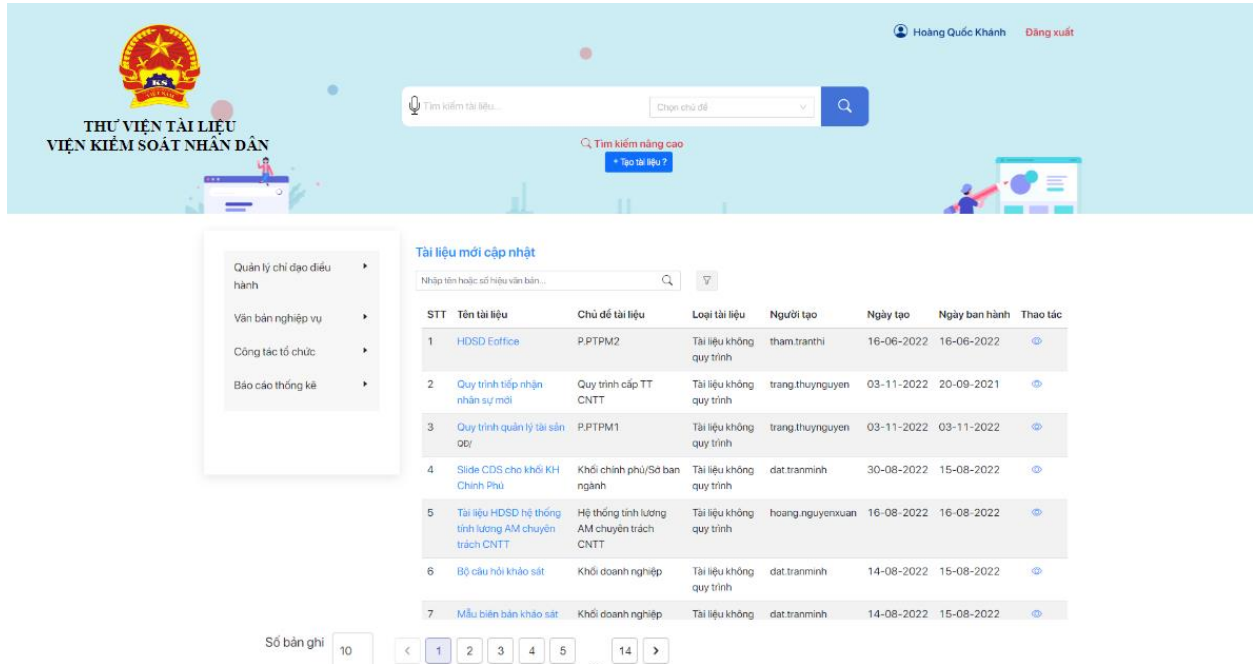 Hoàng Quốc Khánh Đăng xuất
KS
VIỆT NAM
THƯ VIỆN TÀI LIỆU
VIỆN KIỂM SOÁT NHÂN DÂN
Tìm kiếm tài liệu... Chọn chủ đề
Tìm kiếm nâng cao
+ Tạo tài liệu ?
Quản lý chỉ đạo điều
hành
Văn bản nghiệp vụ
Công tác tổ chức
Báo cáo thống kê
Tài liệu mới cập nhật
Nhập tên hoặc số hiệu văn bản...
STT Tên tài liệu Chủ đề tài liệu Loại tài liệu Người tạo Ngày tạo Ngày ban hành Thao tác
1 HDSD Eoffice P.PTPM2 Tài liệu không tham.tranthi 16-06-2022 16-06-2022
quy trình
2 Quy trình tiếp nhận Quy trình cấp TT Tài liệu không trang.thuynguyen 03-11-2022 20-09-2021
nhân sự mới CNTT quy trình
3 Quy trình quản lý tài sản P.PTPM1 Tài liệu không trang.thuynguyen 03-11-2022 03-11-2022
QĐ/ quy trình
4 Slide CDS cho khối KH Khối chính phủ/Sở ban Tài liệu không dat.tranminh 30-08-2022 15-08-2022
Chính Phủ ngành quy trình
5 Tài liệu HDSD hệ thống Hệ thống tính lương Tài liệu không hoang.nguyenxuan 16-08-2022 16-08-2022
tính lương AM chuyên AM chuyên trách quy trình
trách CNTT CNTT
6 Bộ câu hỏi khảo sát Khối doanh nghiệp Tài liệu không dat.tranminh 14-08-2022 15-08-2022
quy trình
7 Mẫu biên bản khảo sát Khối doanh nghiệp Tài liệu không dat.tranminh 14-08-2022 15-08-2022
Số bản ghi 10 < 1 2 3 4 5 ... 14 >